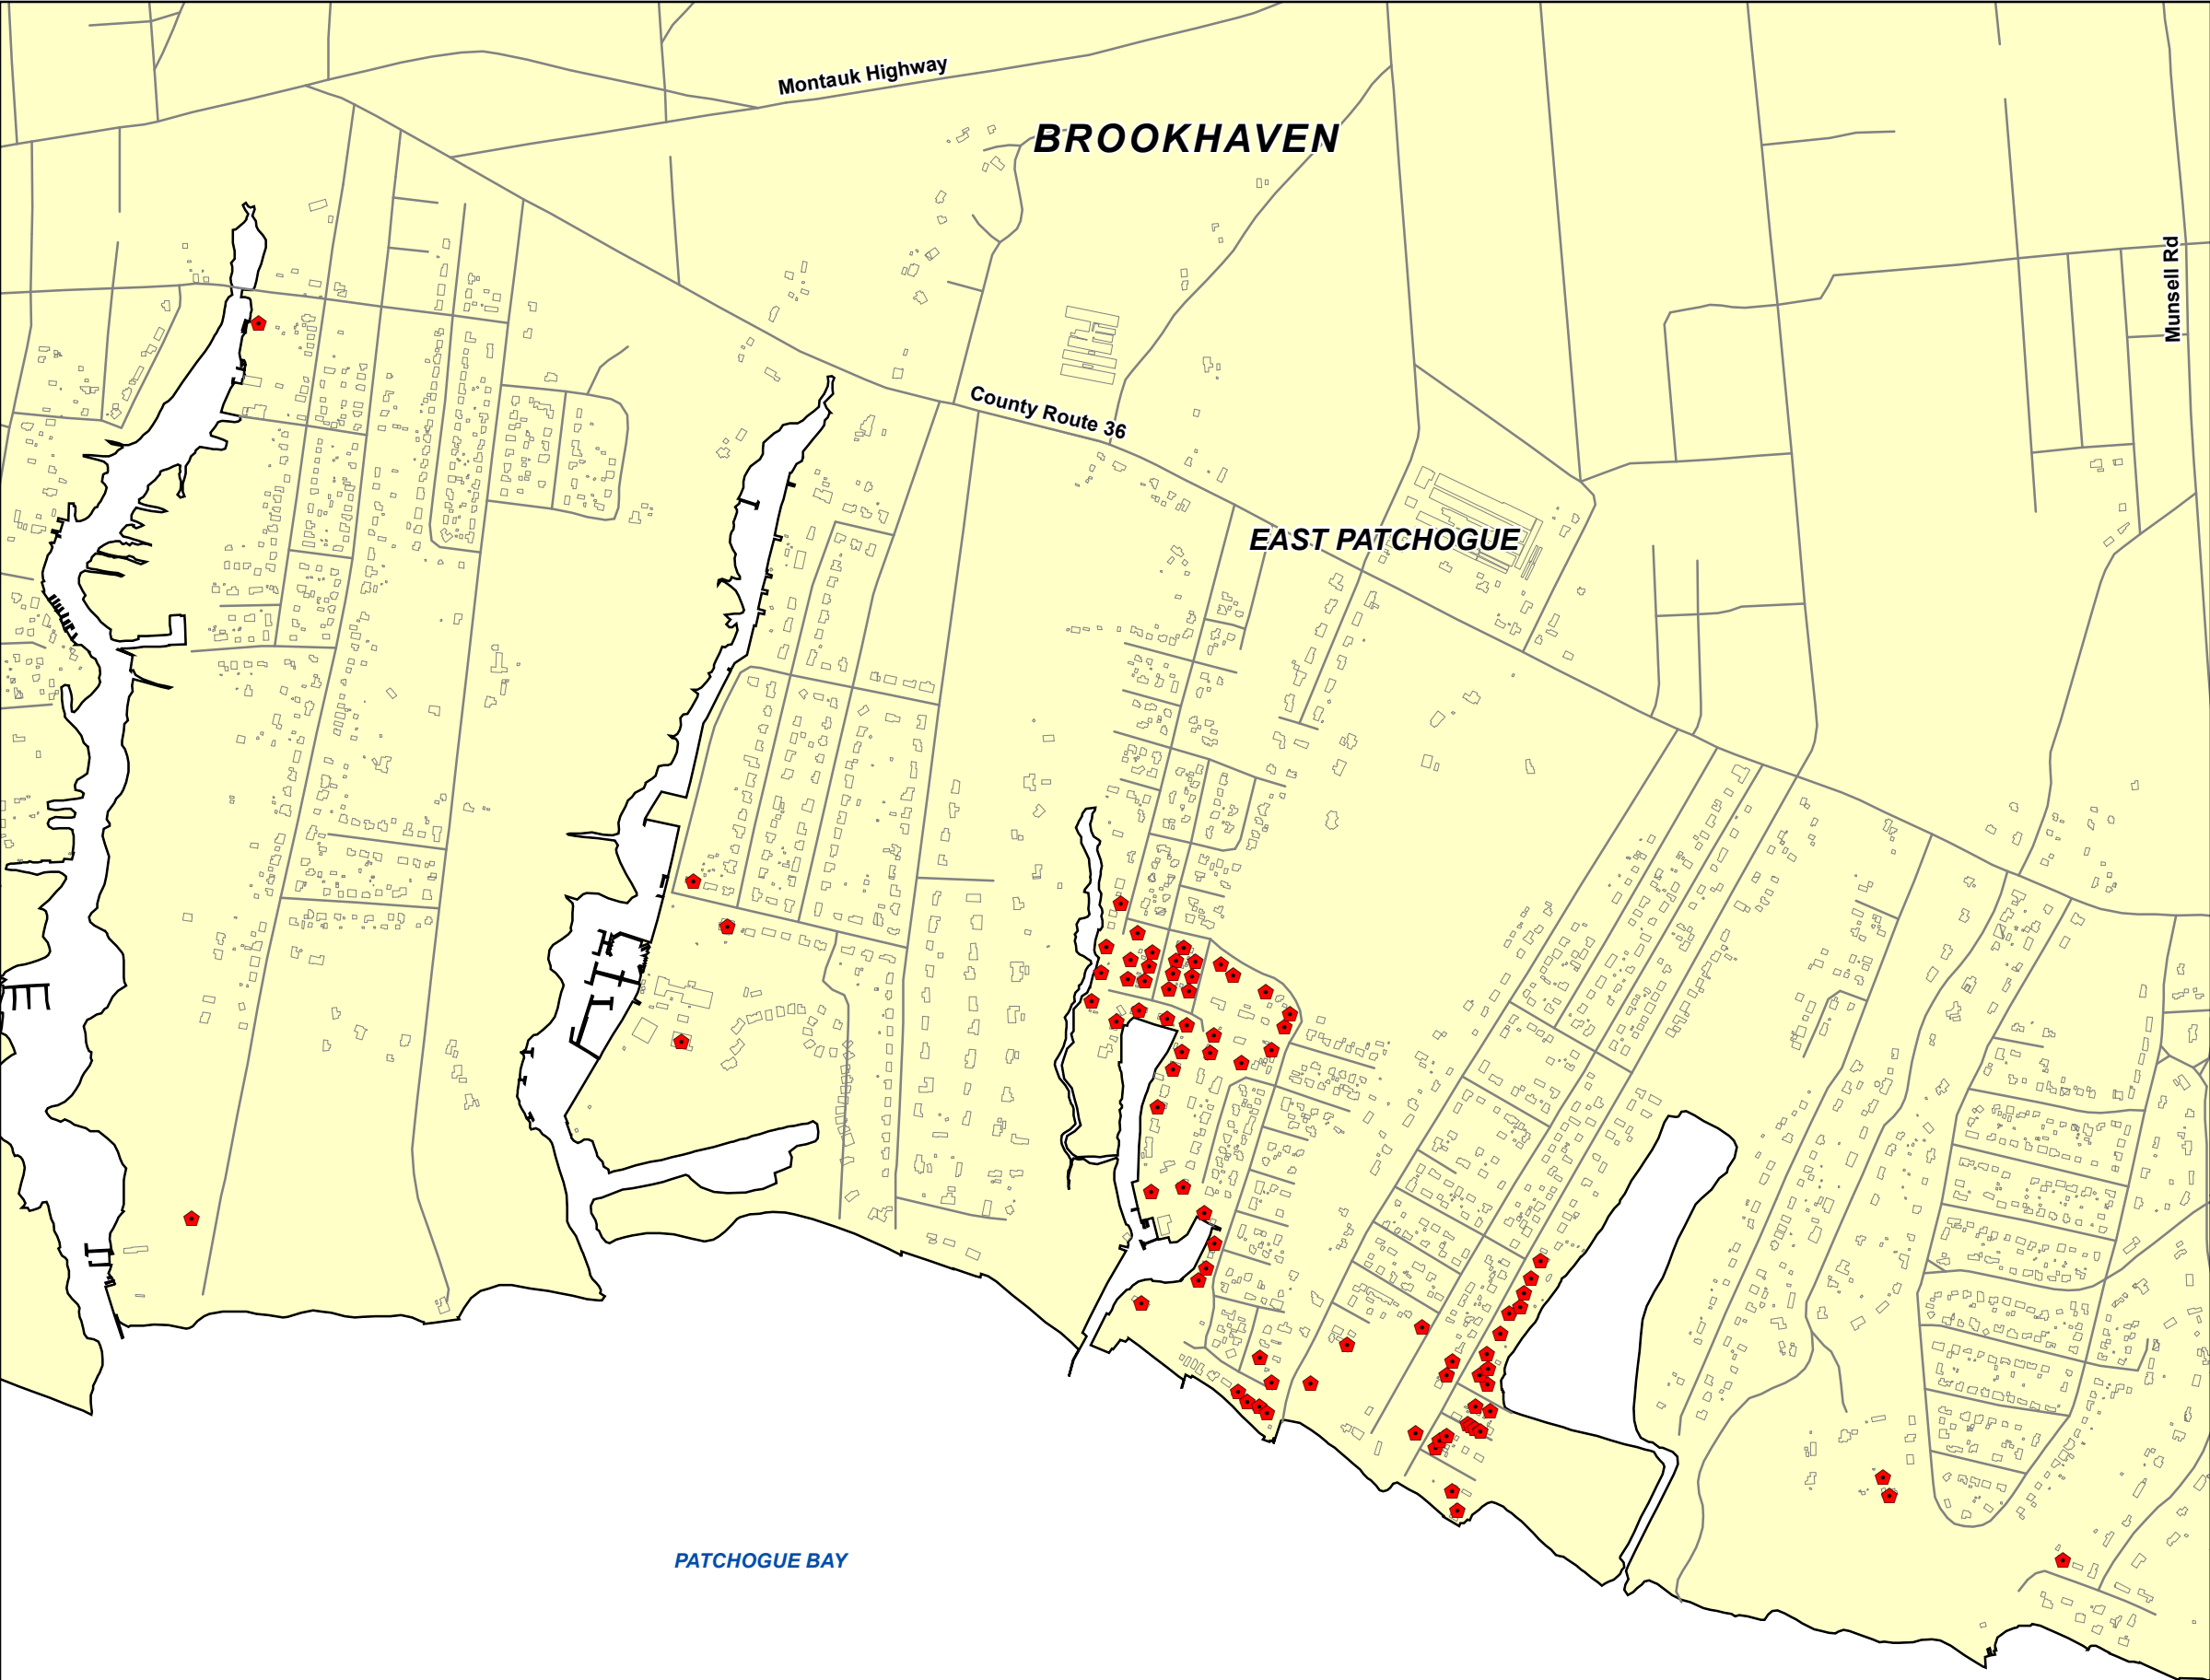 Montauk Highway
BROOKHAVEN
Munsell Rd
County Route 36
EAST PATCHOGUE
PATCHOGUE BAY